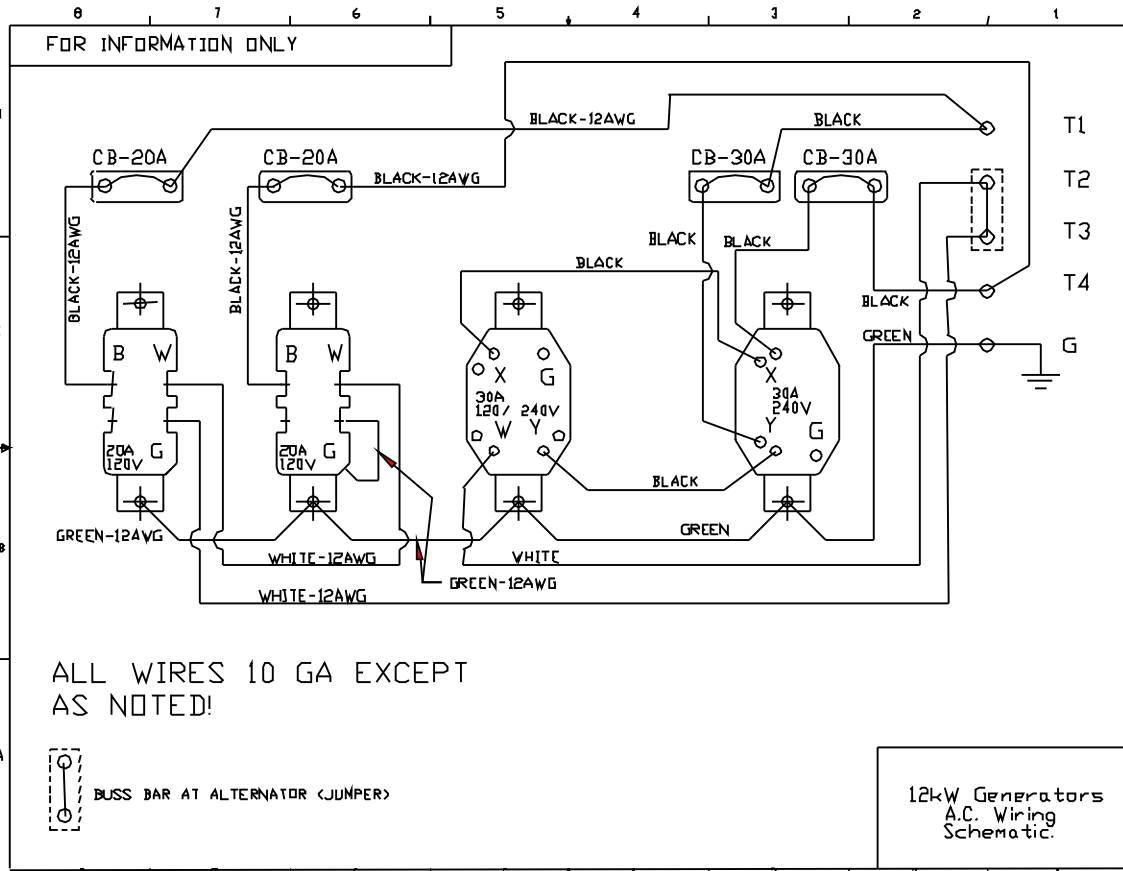 8 7 6 5 4 3 2 1
FOR INFORMATION ONLY
BLACK-12AWG
BLACK
T1
CB-20A
CB-20A
CB-30A
CB-30A
BLACK-12AWG
T2
BLACK-12AWG
BLACK-12AWG
BLACK
BLACK
T3
BLACK
T4
BLACK
GREEN
G
B W
B W
X G
X
30A
120/ 240V
W Y
30A
240V
Y
G
20A
120V
G
20A
120V
G
BLACK
GREEN-12AWG
GREEN
WHITE-12AWG
WHITE
GREEN-12AWG
WHITE-12AWG
B
ALL WIRES 10 GA EXCEPT
AS NOTED!
A
BUSS BAR AT ALTERNATOR (JUMPER)
12kW Generators
A.C. Wiring
Schematic.